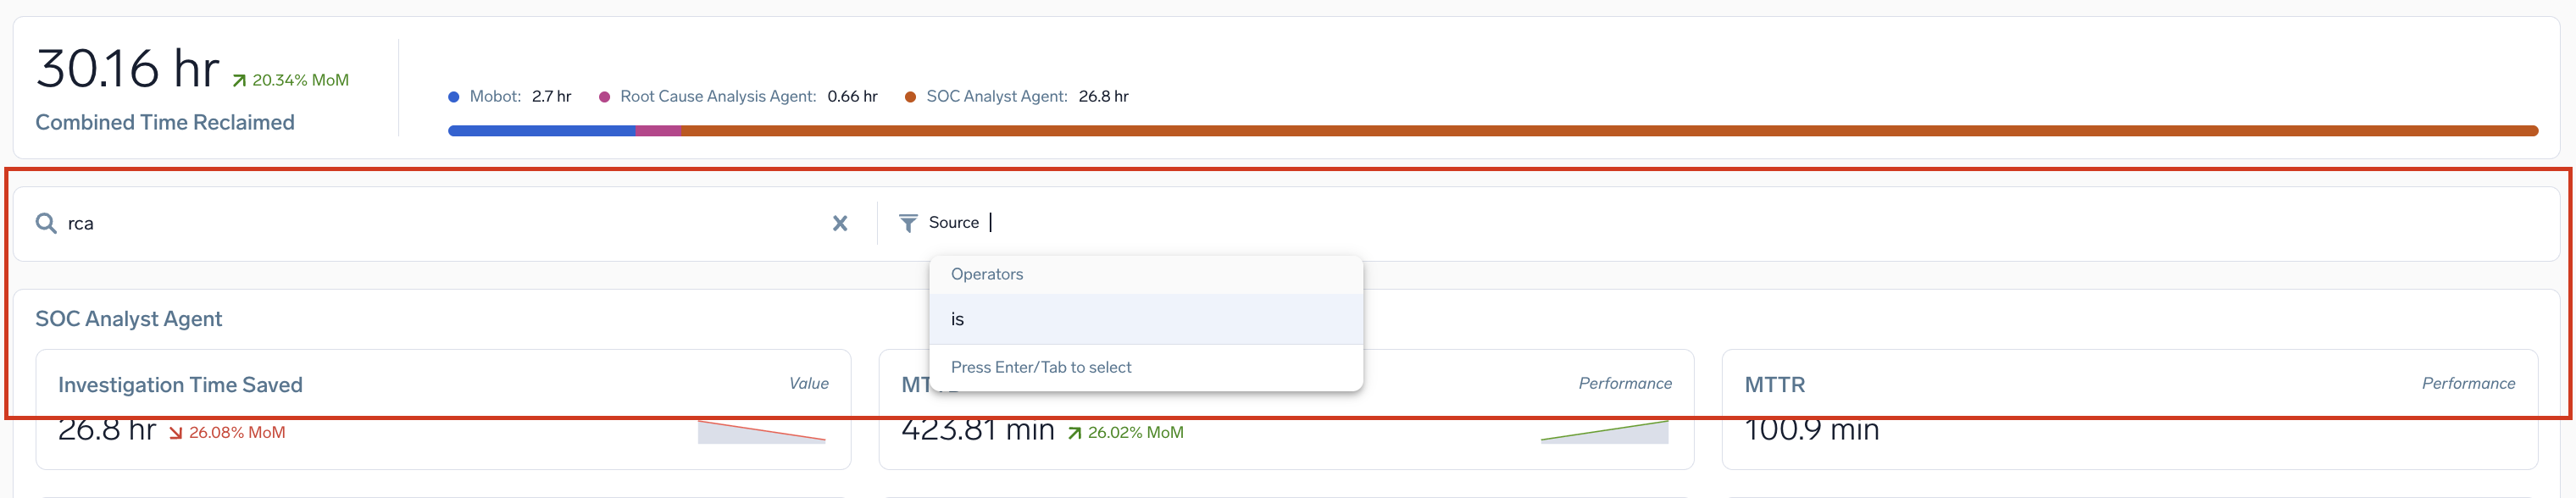 30.16 hr 20.34% MoM
Combined Time Reclaimed
Mobot: 2.7 hr Root Cause Analysis Agent: 0.66 hr SOC Analyst Agent: 26.8 hr
rca
Source
Operators
is
Press Enter/Tab to select
SOC Analyst Agent
Investigation Time Saved Value
26.8 hr 26.08% MoM
Performance
423.81 min 26.02% MoM
MTTR Performance
100.9 min